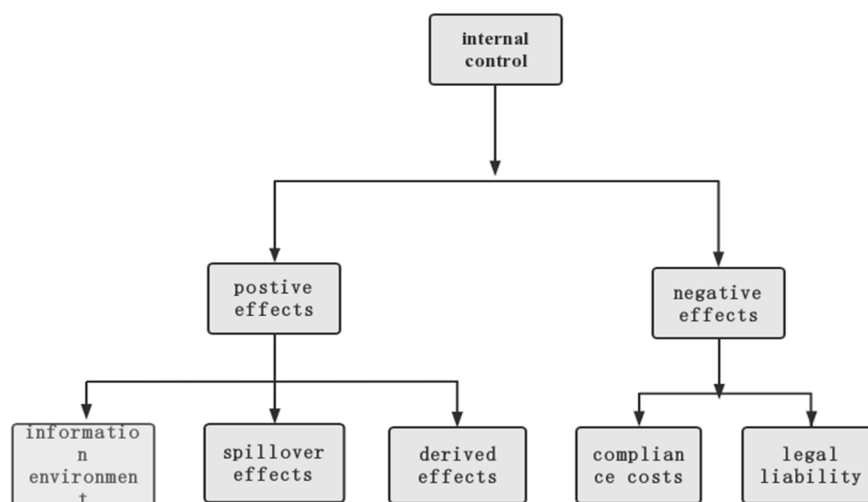 internal
control
postive
effects
negative
effects
informatio
n
environmen
t
spillover
effects
derived
effects
complian
ce costs
legal
liability